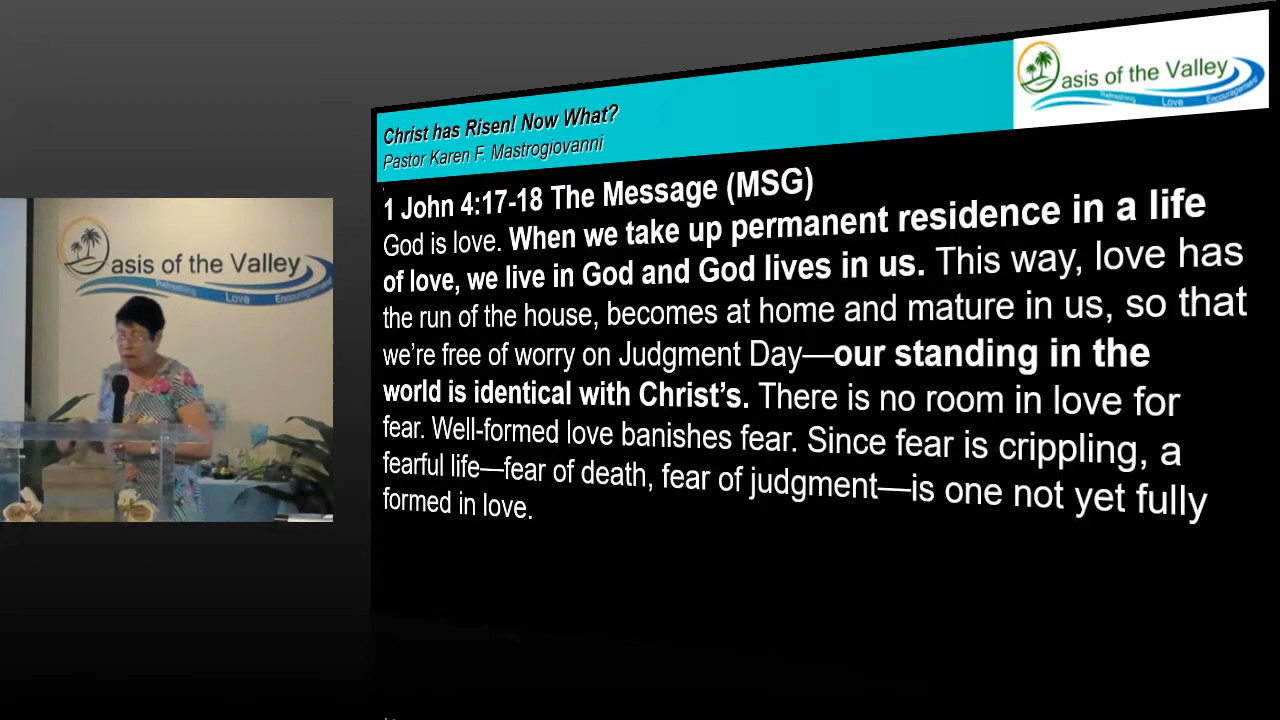 Oasis of the Valley
Refreshing Love Encouragement
Christ has Risen! Now What?
Pastor Karen F. Mastrogiovanni
1 John 4:17-18 The Message (MSG)
God is love. When we take up permanent residence in a life
of love, we live in God and God lives in us. This way, love has
the run of the house, becomes at home and mature in us, so that
we’re free of worry on Judgment Day—our standing in the
world is identical with Christ’s. There is no room in love for
fear. Well-formed love banishes fear. Since fear is crippling, a
fearful life—fear of death, fear of judgment—is one not yet fully
formed in love.
Oasis of the Valley
Refreshing Love Encouragement